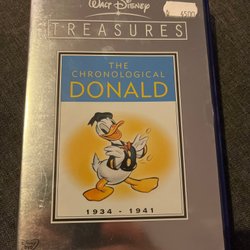 WALT DISNEY
TREASURES
THE
CHRONOLOGICAL
DONALD
1934 - 1941